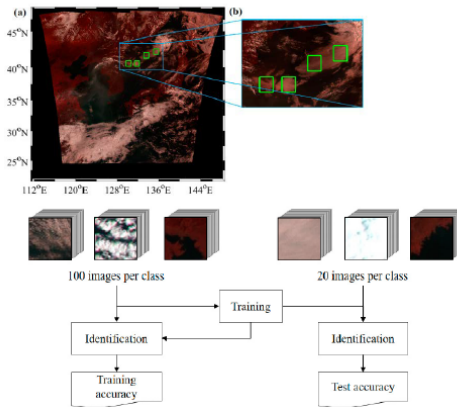 (a)
(b)
45°N
40°N
35°N
30°N
25°N
112°E
120°E
128°E
136°E
144°E
100 images per class
20 images per class
Training
Identification
Identification
Training
accuracy
Test accuracy